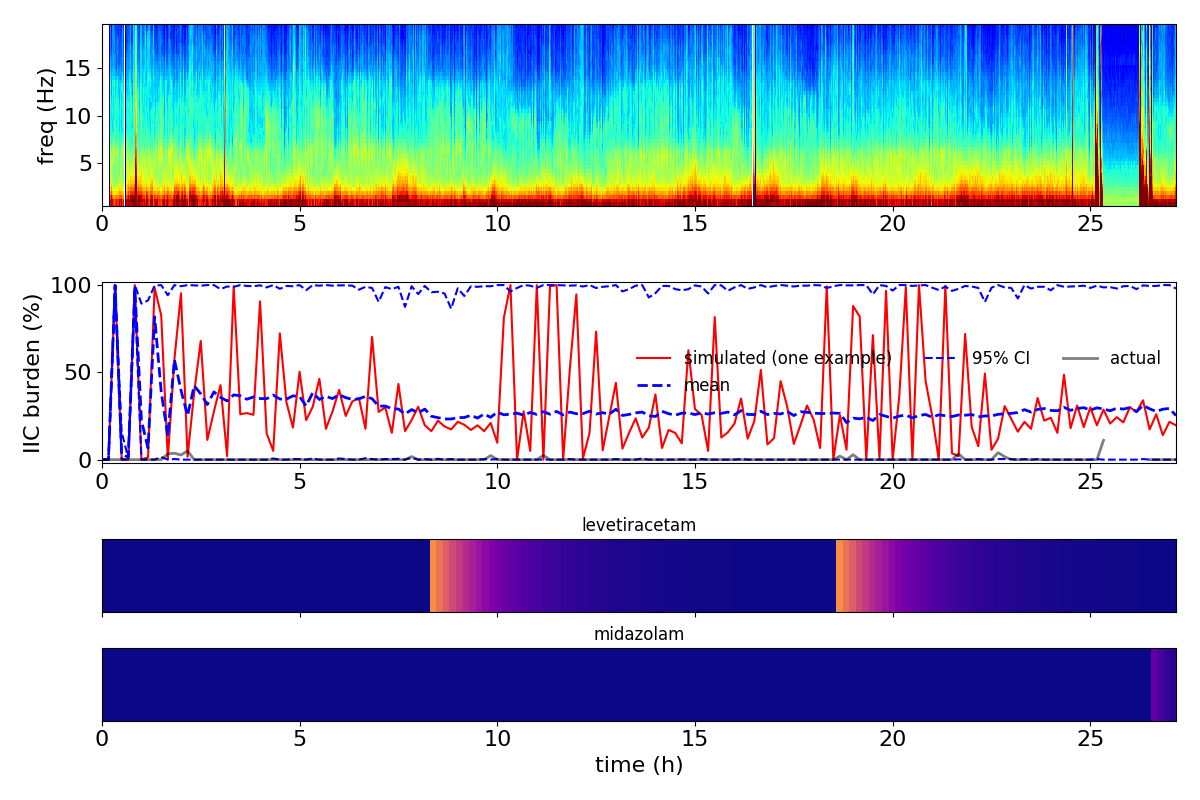 freq (Hz)
15
10
5
0 5 10 15 20 25
IIC burden (%)
100
50
0
simulated (one example) 95% CI actual
mean
0 5 10 15 20 25
levetiracetam
midazolam
0 5 10 15 20 25
time (h)